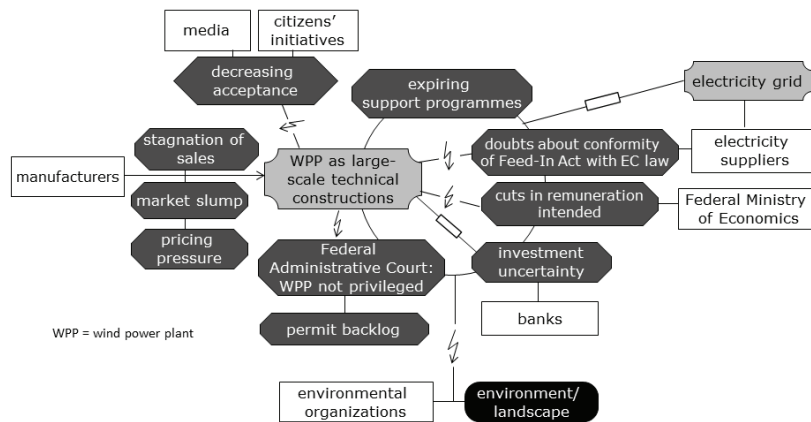 media
citizens'
initiatives
decreasing
acceptance
expiring
support programmes
electricity grid
stagnation of
sales
WPP as large-
scale technical
constructions
doubts about conformity
of Feed-In Act with EC law
electricity
suppliers
manufacturers
market slump
cuts in remuneration
intended
Federal Ministry
of Economics
pricing
pressure
Federal
Administrative Court:
WPP not privileged
investment
uncertainty
permit backlog
banks
WPP = wind power plant
environmental
organizations
environment/
landscape